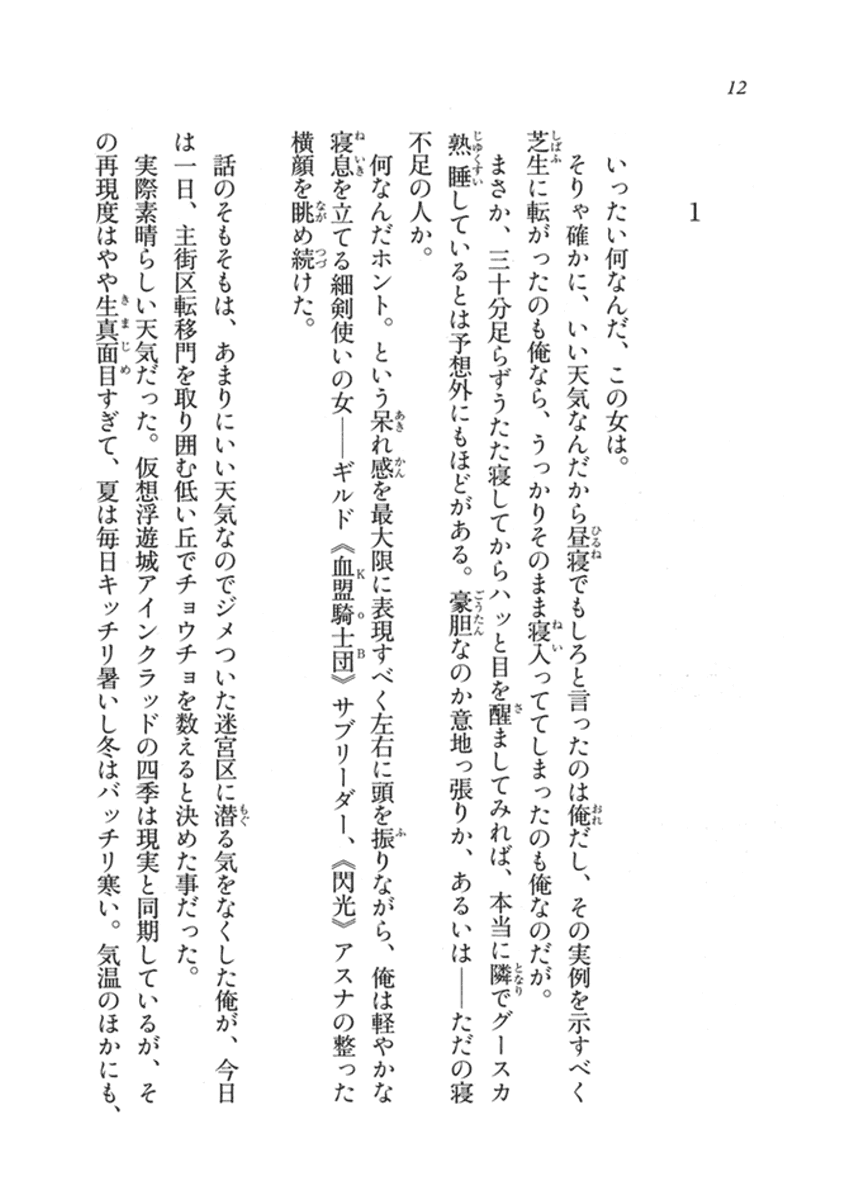 12
1
いったい何なんだ、この女は。
そりゃ確かに、いい天気なんだから昼寝でもしろと言ったのは俺だし、その実例を示すべく
芝生に転がったのも俺なら、うっかりそのまま寝入ってしまったのも俺なのだが。
まさか、三十分足らずうたた寝してからハッと目を醒ましてみれば、本当に隣でグースカ
熟睡しているとは予想外にもほどがある。豪胆なのか意地っ張りか、あるいは――ただの寝
不足の人か。
何なんだホント。という呆れ感を最大限に表現すべく左右に頭を振りながら、俺は軽やかな
寝息を立てる細剣使いの女――ギルド《血盟騎士団》サブリーダー、《閃光》アスナの整った
横顔を眺め続けた。
話のそもそもは、あまりにいい天気なのでジメついた迷宮区に潜る気をなくした俺が、今日
は一日、主街区転移門を取り囲む低い丘でチョウチョを数えると決めた事だった。
実際素晴らしい天気だった。仮想浮遊城アインクラッドの四季は現実と同期しているが、そ
の再現度はやや生真面目すぎて、夏は毎日キッチリ暑いし冬はバッチリ寒い。気温のほかにも、